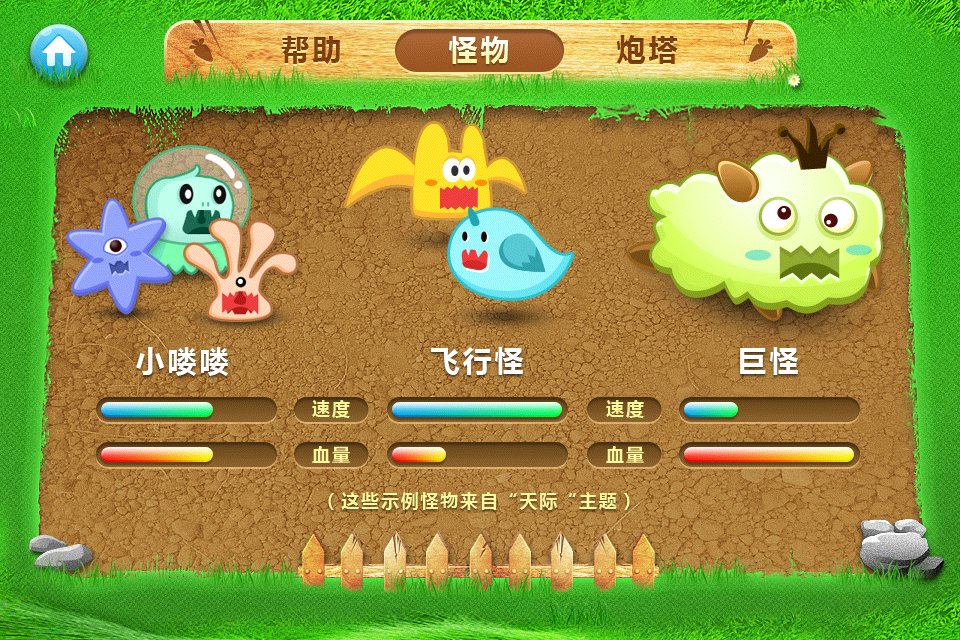 帮助 怪物 炮塔
小喽喽 飞行怪 巨怪
速度 速度
血量 血量
(这些示例怪物来自“天际“主题)